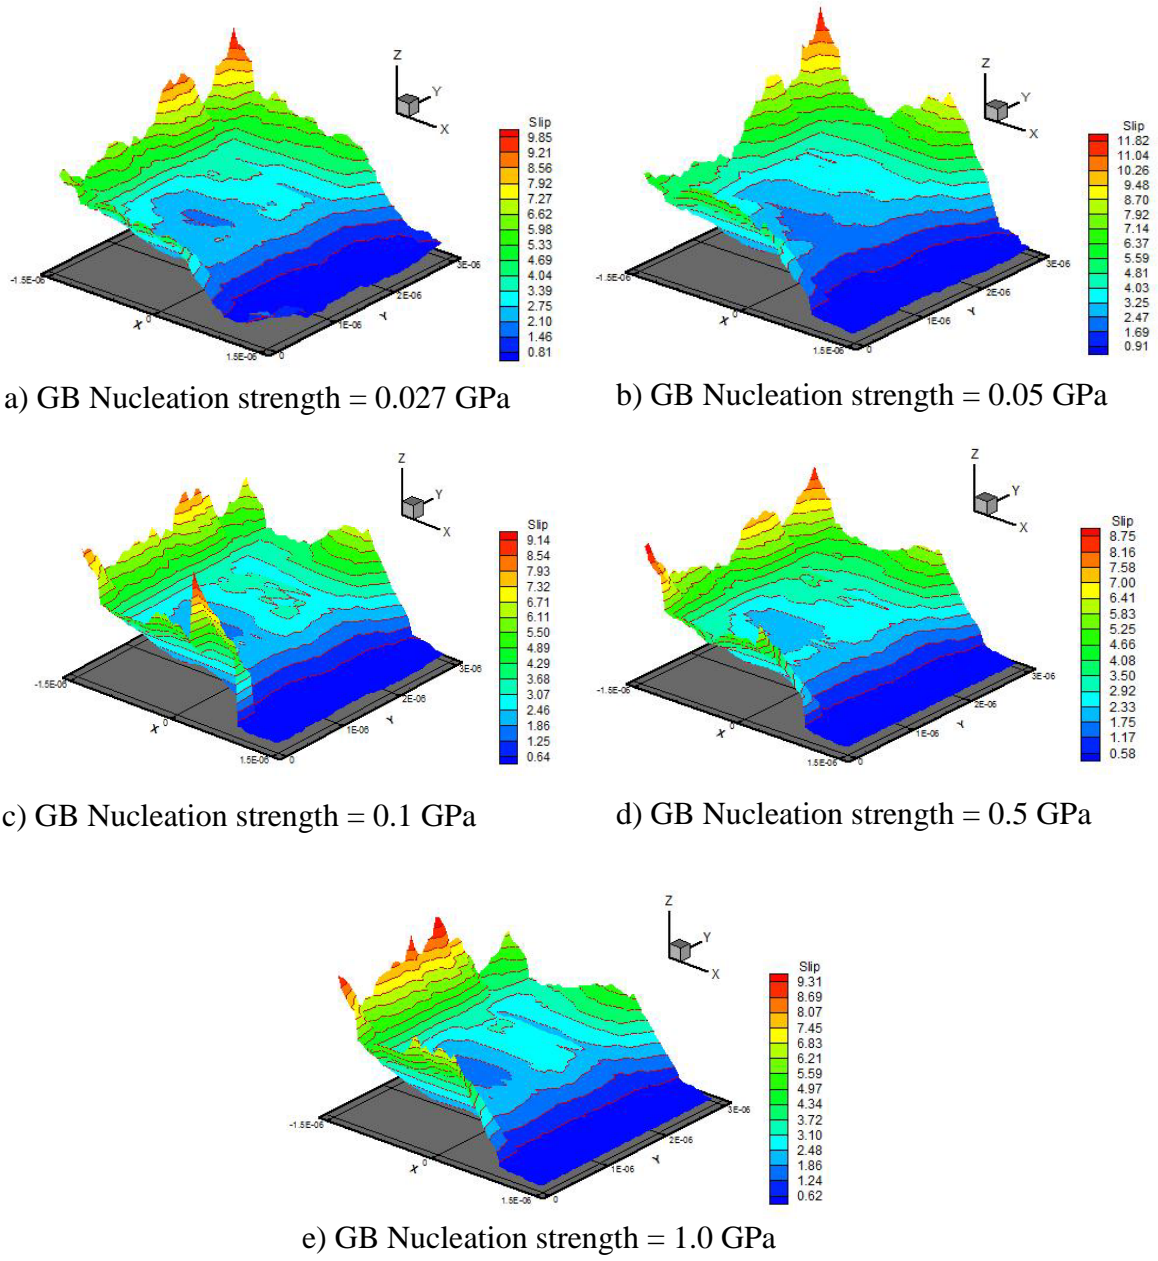 Z
Y
X
Slip
9.85
9.21
8.56
7.92
7.27
6.62
5.98
5.33
4.69
4.04
3.39
2.75
2.10
1.46
0.81
-1.5E-06
X
0
1.5E-06
0
1E-06
Y
2E-06
3E-06
a) GB Nucleation strength = 0.027 GPa
Z
Y
X
Slip
11.82
11.04
10.26
9.48
8.70
7.92
7.14
6.37
5.59
4.81
4.03
3.25
2.47
1.69
0.91
-1.5E-06
X
0
1.5E-06
0
1E-06
Y
2E-06
3E-06
b) GB Nucleation strength = 0.05 GPa
Z
Y
X
Slip
9.14
8.54
7.93
7.32
6.71
6.11
5.50
4.89
4.29
3.68
3.07
2.46
1.86
1.25
0.64
-1.5E-06
X
0
1.5E-06
0
1E-06
Y
2E-06
3E-06
c) GB Nucleation strength = 0.1 GPa
Z
Y
X
Slip
8.75
8.16
7.58
7.00
6.41
5.83
5.25
4.66
4.08
3.50
2.92
2.33
1.75
1.17
0.58
-1.5E-06
X
0
1.5E-06
0
1E-06
Y
2E-06
3E-06
d) GB Nucleation strength = 0.5 GPa
Z
Y
X
Slip
9.31
8.69
8.07
7.45
6.83
6.21
5.59
4.97
4.34
3.72
3.10
2.48
1.86
1.24
0.62
-1.5E-06
X
0
1.5E-06
0
1E-06
Y
2E-06
3E-06
e) GB Nucleation strength = 1.0 GPa